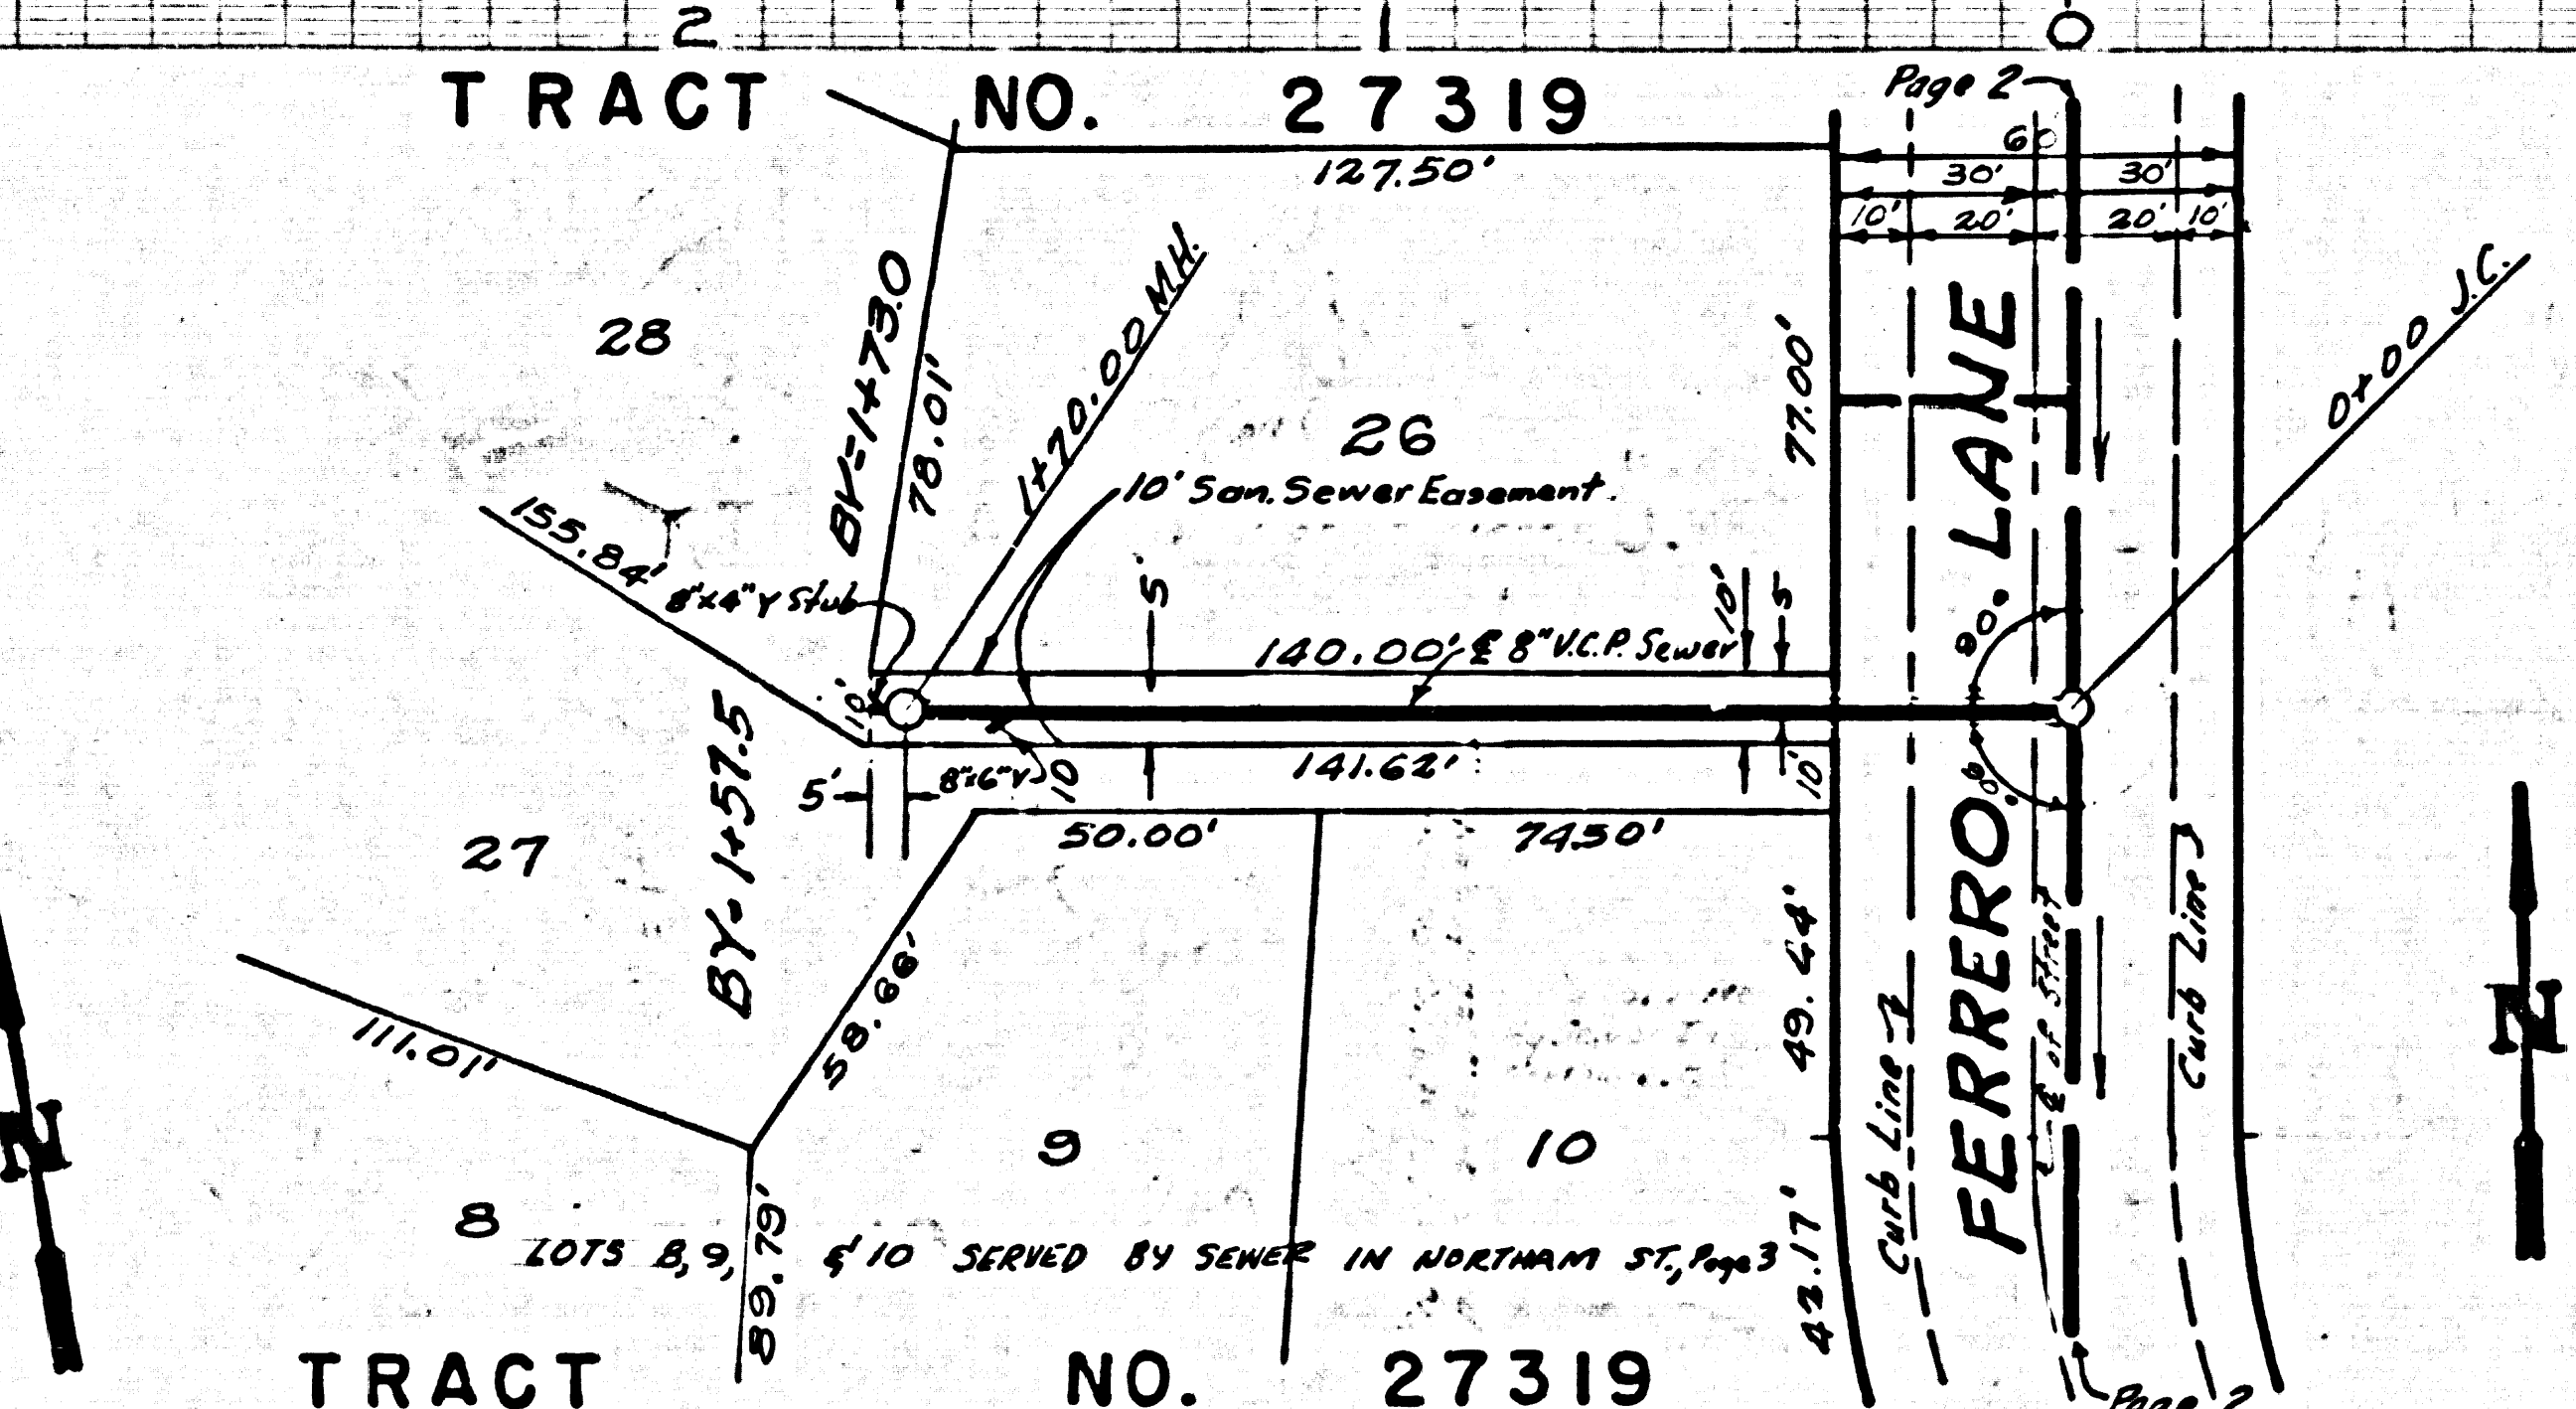 2 1 0
TRACT NO. 27319
Page 2
60
127.50'
30' 30'
10' 20' 20' 10'
BY=1+73.0
78.01'
1+70.00 M.H.
0+00 J.C.
28
77.00'
26
10' San. Sewer Easement.
155.84'
8"x4" Y Stub
5'
10'
5
140.00' ℄ 8" V.C.P. Sewer
90°
FERRERO LANE
10'
BY=1+57.5
5'
8"x6"Y
10
141.62'
10'
90°
27
50.00'
74.50'
58.86'
49.44'
℄ of Street
Curb Line
Curb Line
111.01'
9
10
8
LOTS 8, 9, & 10 SERVED BY SEWER IN NORTHAM ST., Page 3
89.79'
42.17'
N
N
TRACT NO. 27319
Page 2